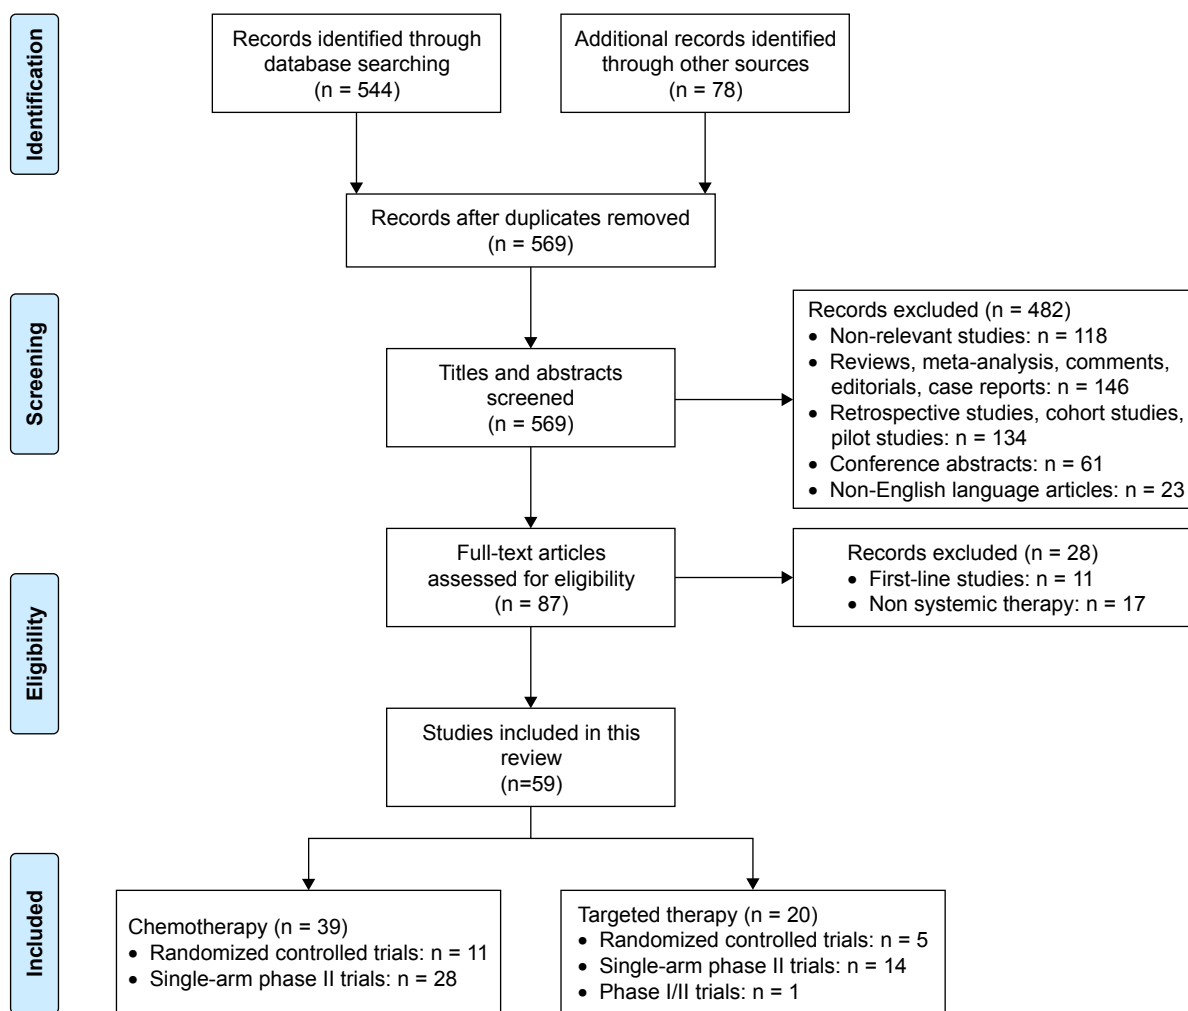 Identification
Records identified through
database searching
(n = 544)
Additional records identified
through other sources
(n = 78)
Records after duplicates removed
(n = 569)
Screening
Titles and abstracts
screened
(n = 569)
Records excluded (n = 482)
• Non-relevant studies: n = 118
• Reviews, meta-analysis, comments,
editorials, case reports: n = 146
• Retrospective studies, cohort studies,
pilot studies: n = 134
• Conference abstracts: n = 61
• Non-English language articles: n = 23
Eligibility
Full-text articles
assessed for eligibility
(n = 87)
Records excluded (n = 28)
• First-line studies: n = 11
• Non systemic therapy: n = 17
Studies included in this
review
(n=59)
Included
Chemotherapy (n = 39)
• Randomized controlled trials: n = 11
• Single-arm phase II trials: n = 28
Targeted therapy (n = 20)
• Randomized controlled trials: n = 5
• Single-arm phase II trials: n = 14
• Phase I/II trials: n = 1